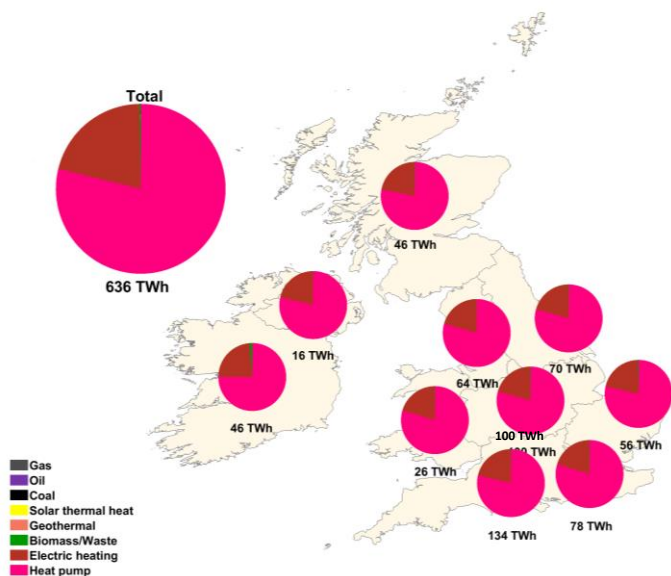 Total
636 TWh
46 TWh
16 TWh
46 TWh
64 TWh
70 TWh
100 TWh
56 TWh
26 TWh
134 TWh
78 TWh
Gas
Oil
Coal
Solar thermal heat
Geothermal
Biomass/Waste
Electric heating
Heat pump